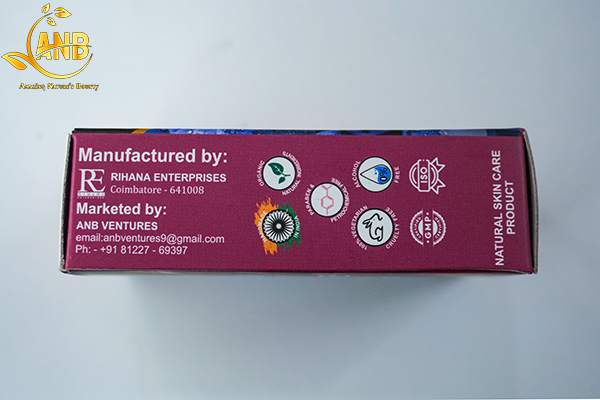 ANB
Amazing Nature's Bounty
Manufactured by:
RE
RIHANA ENTERPRISES
Coimbatore - 641008
Marketed by:
ANB VENTURES
email:anbventures9@gmail.com
Ph: - +91 81227 - 69397
ORGANIC
NATURAL INGREDIENTS
ALCOHOL
FREE
PARABEN &
PETROCHEMICAL FREE
100% VEGETARIAN
CRUELTY FREE
ISO
GMP
NATURAL SKIN CARE
PRODUCT